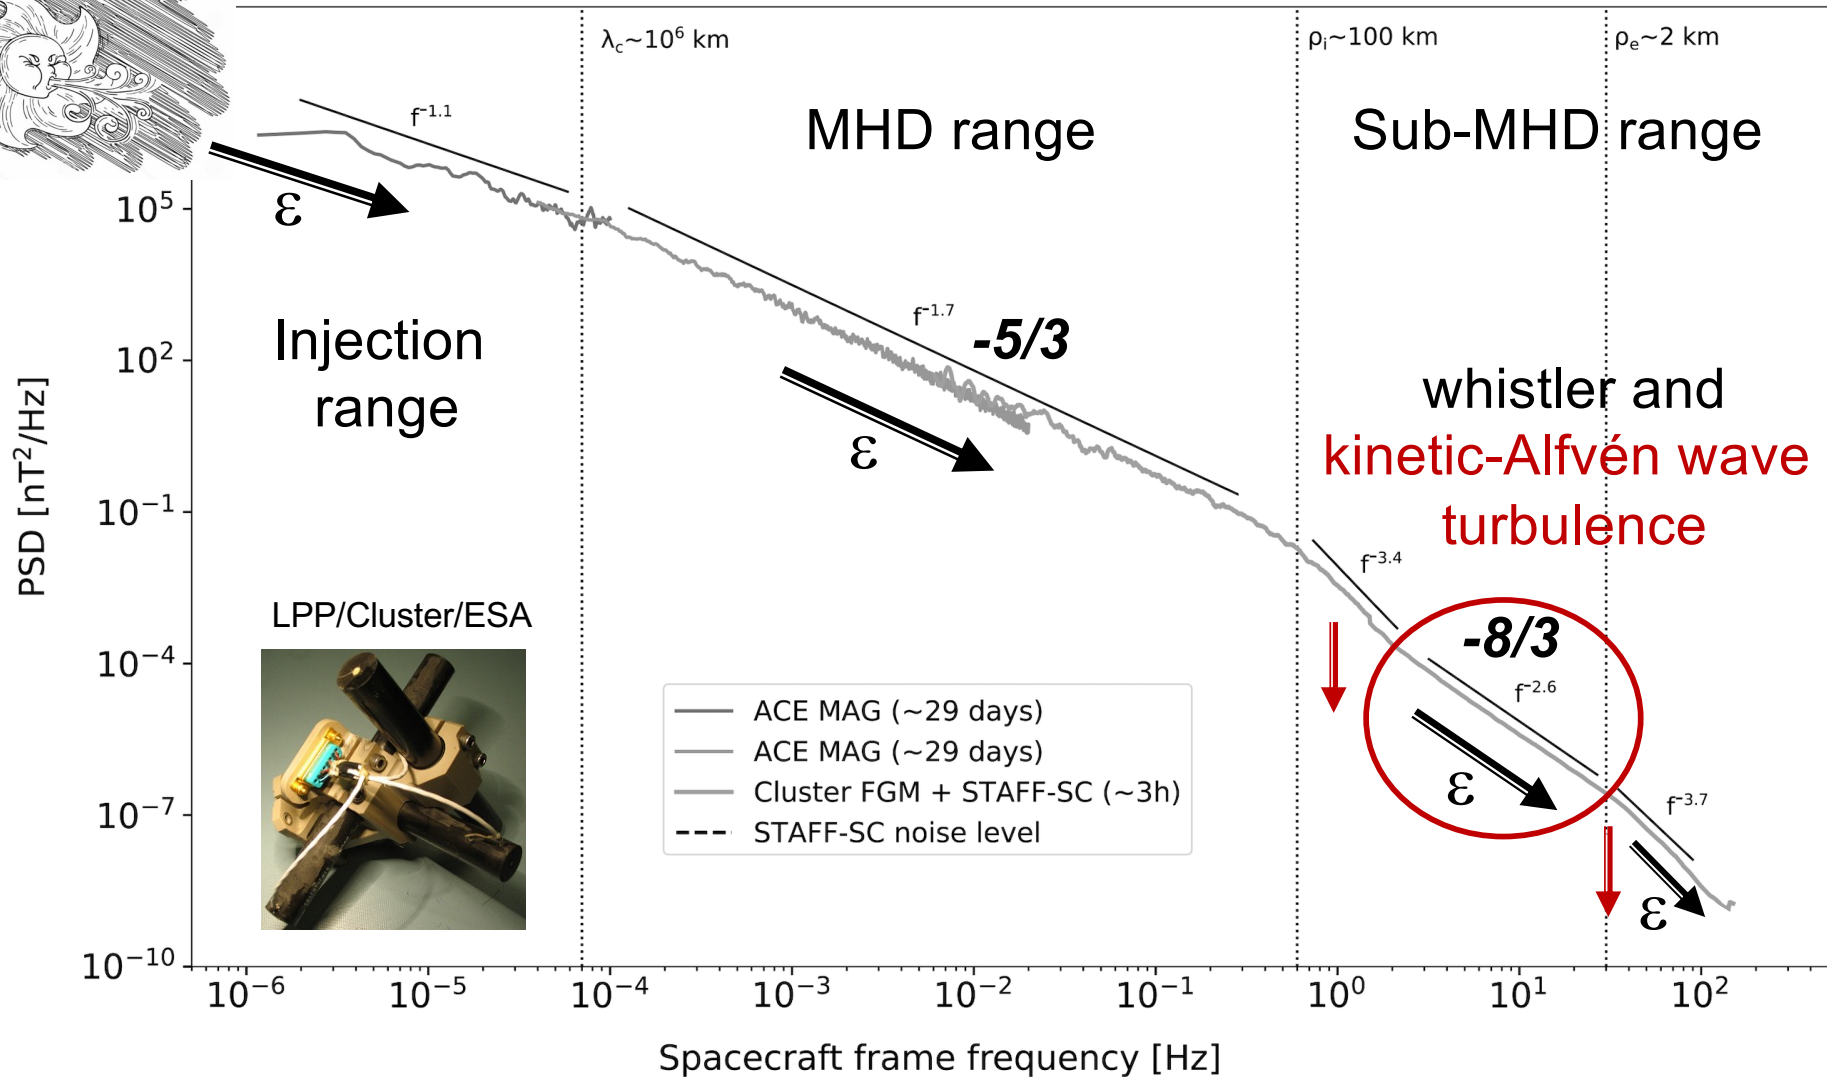 λc~10⁶ km
ρi~100 km
ρe~2 km
f⁻¹·¹
MHD range
Sub-MHD range
ε
10⁵
f⁻¹·⁷
-5/3
Injection
range
10²
PSD [nT²/Hz]
ε
whistler and
kinetic-Alfvén wave
turbulence
10⁻¹
f⁻³·⁴
LPP/Cluster/ESA
-8/3
10⁻⁴
f⁻²·⁶
ACE MAG (~29 days)
ACE MAG (~29 days)
Cluster FGM + STAFF-SC (~3h)
STAFF-SC noise level
ε
10⁻⁷
f⁻³·⁷
ε
10⁻¹⁰
10⁻⁶ 10⁻⁵ 10⁻⁴ 10⁻³ 10⁻² 10⁻¹ 10⁰ 10¹ 10²
Spacecraft frame frequency [Hz]